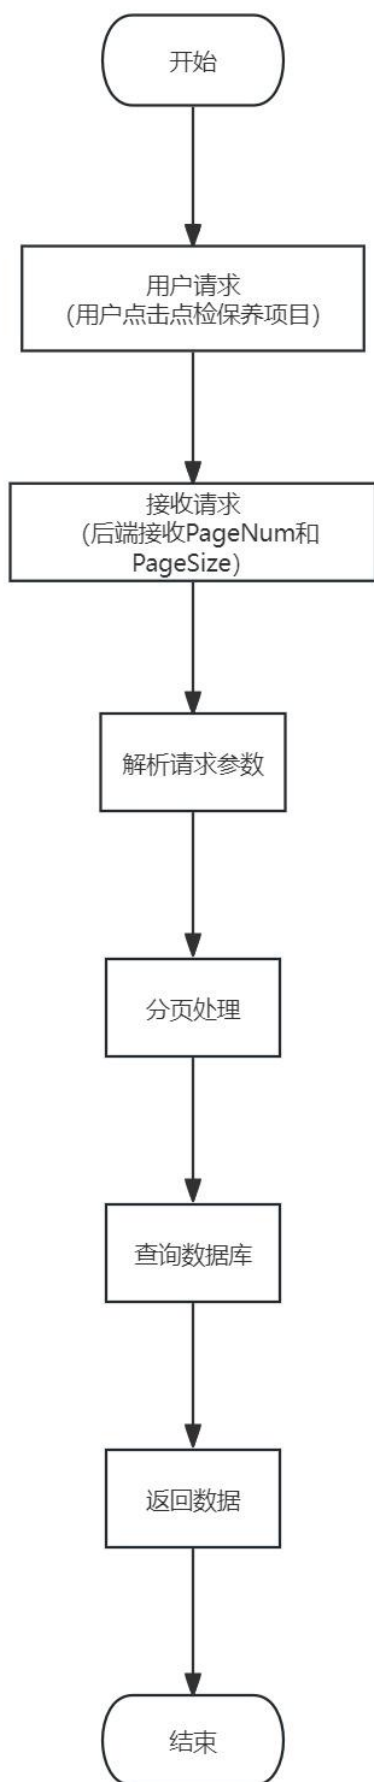 开始
用户请求
（用户点击点检保养项目）
接收请求
（后端接收PageNum和
PageSize）
解析请求参数
分页处理
查询数据库
返回数据
结束